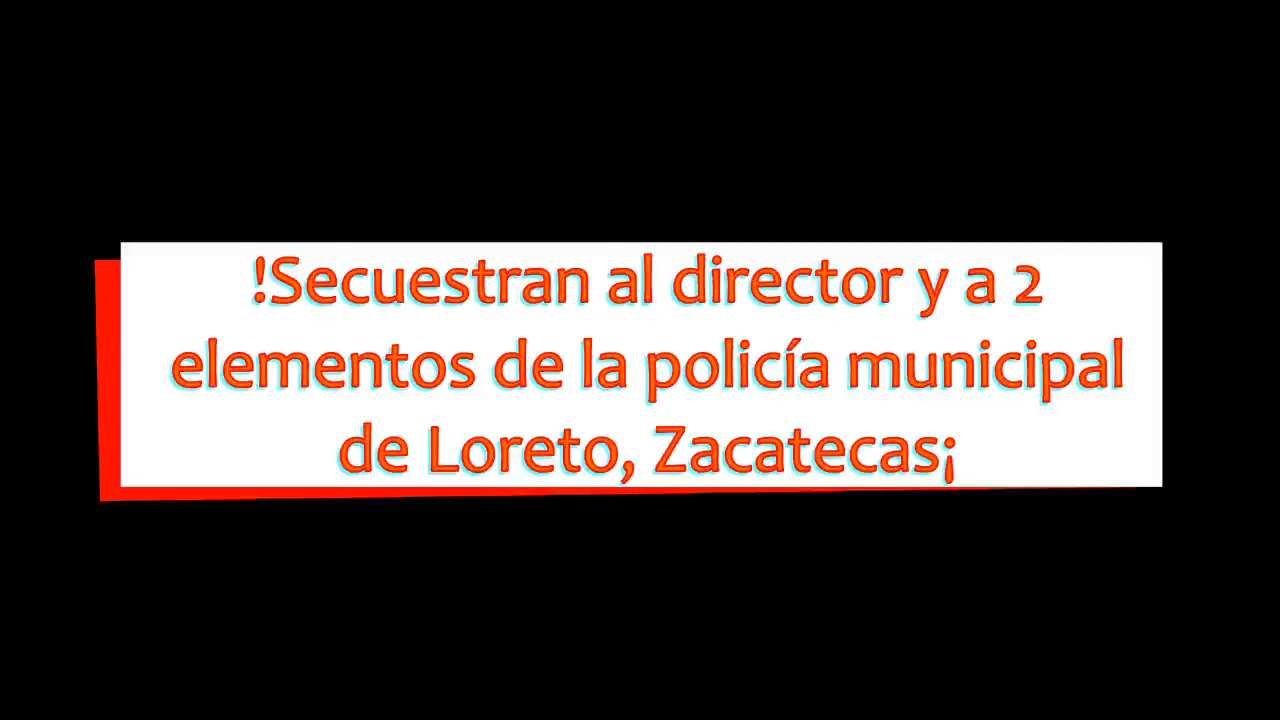 !Secuestran al director y a 2
elementos de la policía municipal
de Loreto, Zacatecas¡